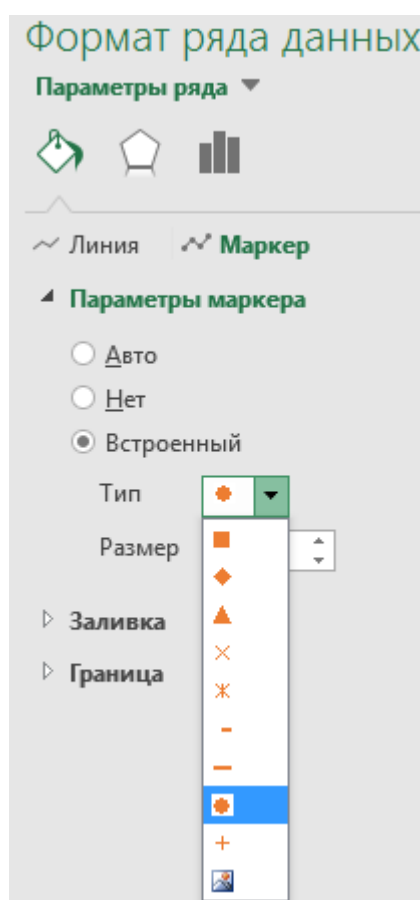 Формат ряда данных
Параметры ряда
Линия Маркер
Параметры маркера
Авто
Нет
Встроенный
Тип
Размер
Заливка
Граница